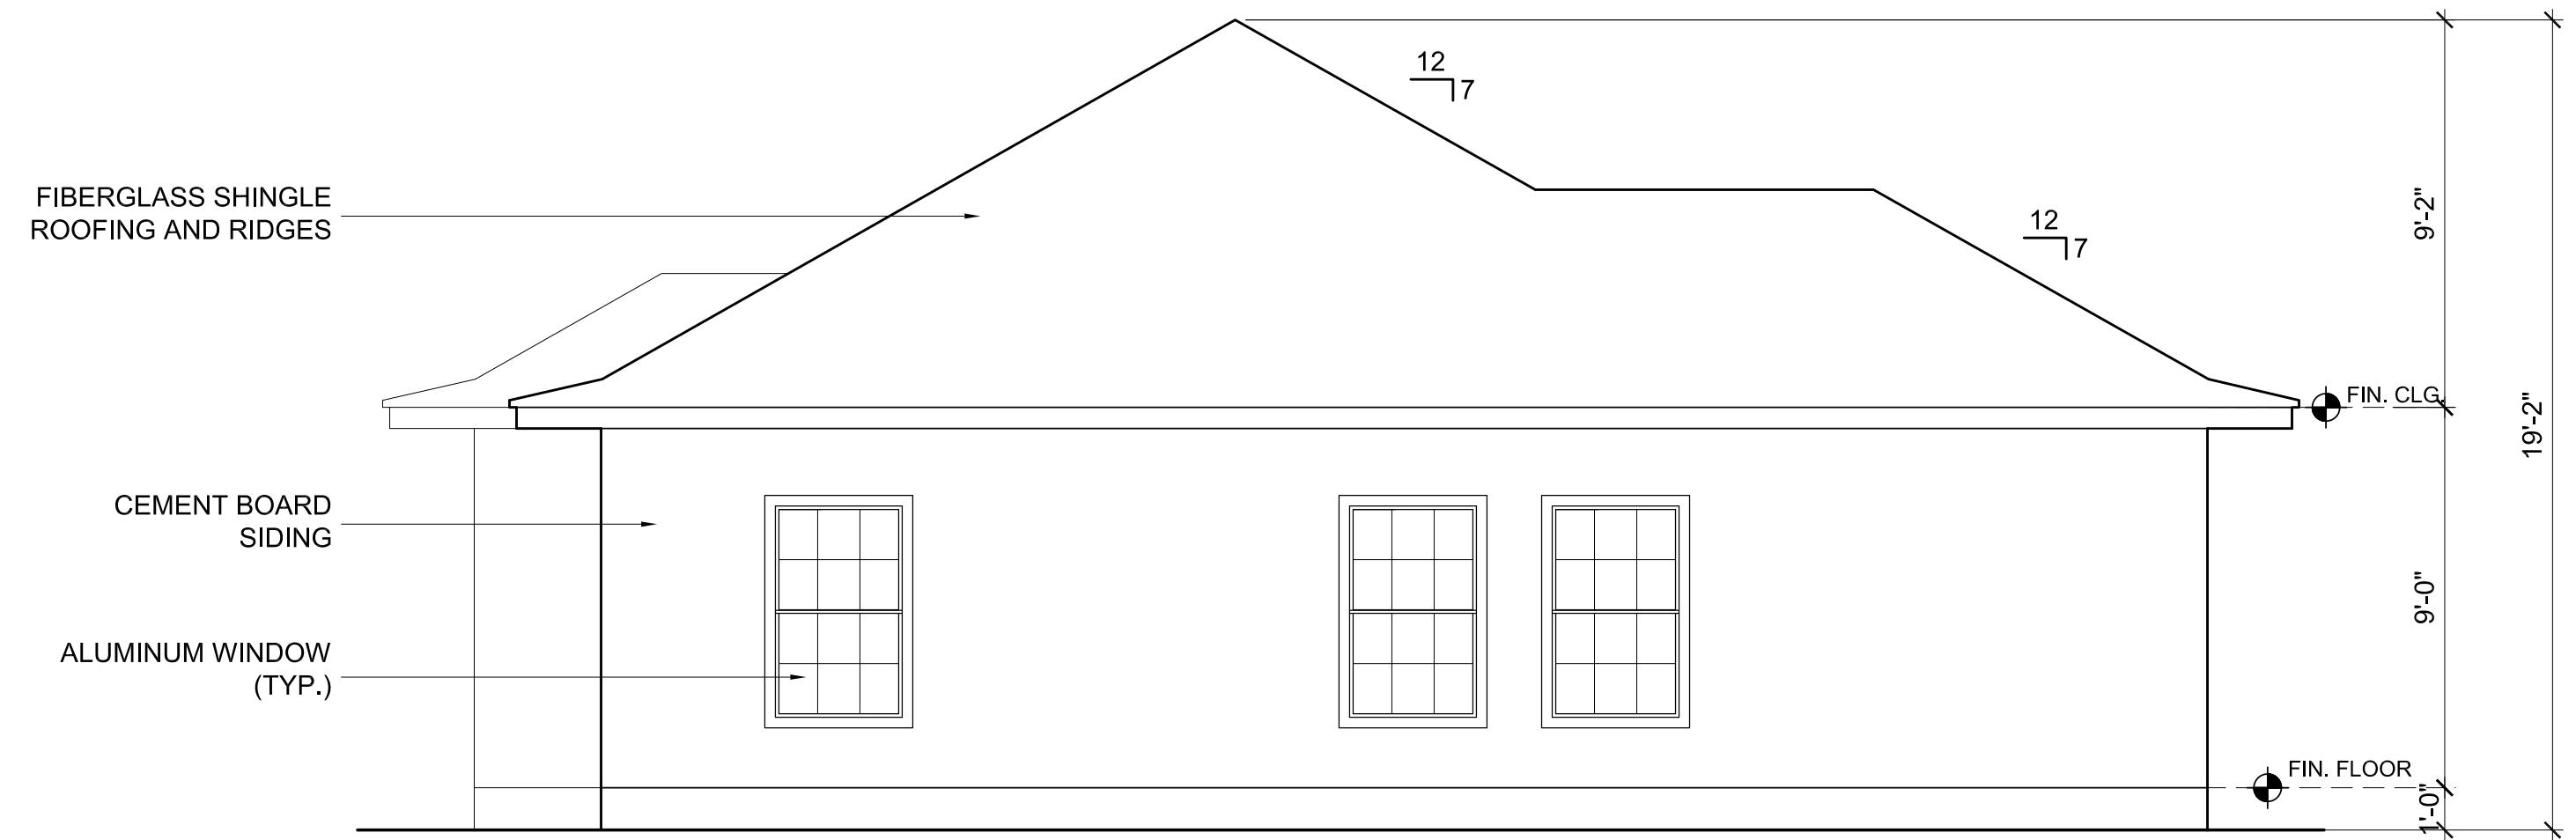 12
7
FIBERGLASS SHINGLE
ROOFING AND RIDGES
12
7
9'-2"
FIN. CLG.
19'-2"
CEMENT BOARD
SIDING
9'-0"
ALUMINUM WINDOW
(TYP.)
FIN. FLOOR
1'-0"